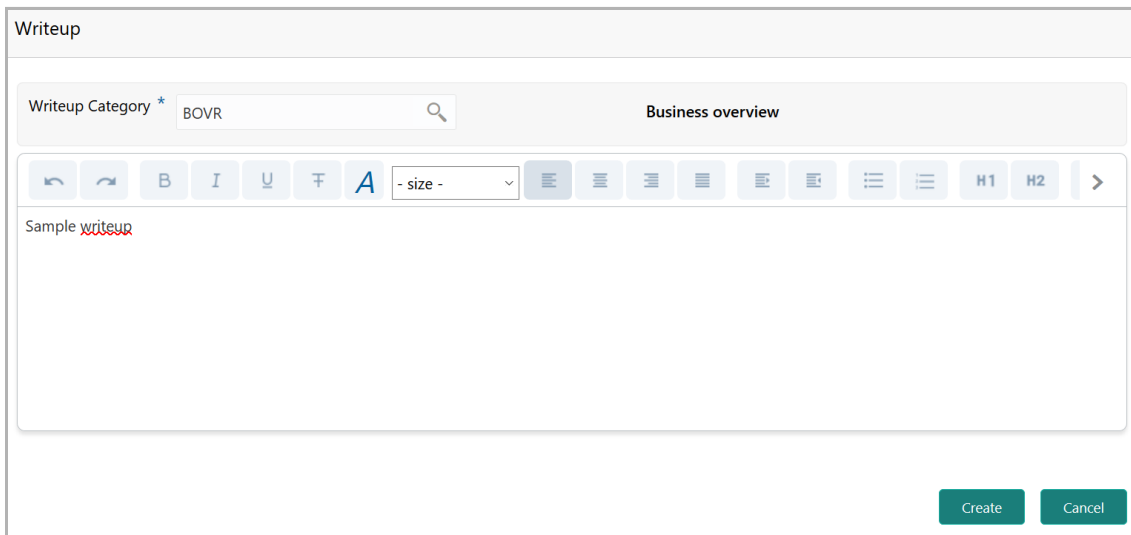 Writeup
Writeup Category * BOVR Business overview
B I U T A - size - H1 H2
Sample writeup
Create Cancel